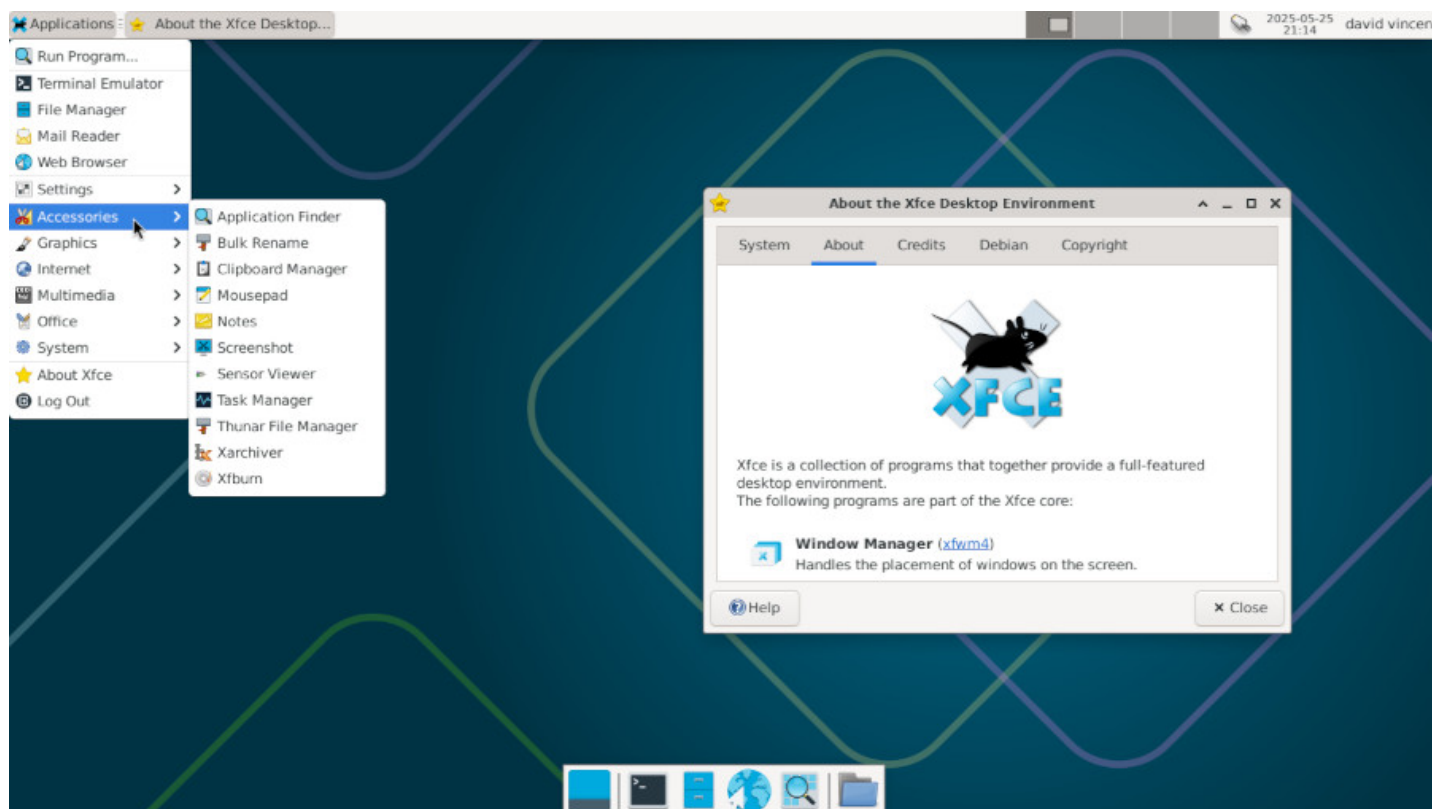 Applications
About the Xfce Desktop...
2025-05-25
21:14
david vincen
Run Program...
Terminal Emulator
File Manager
Mail Reader
Web Browser
Settings
Accessories
Graphics
Internet
Multimedia
Office
System
About Xfce
Log Out
Application Finder
Bulk Rename
Clipboard Manager
Mousepad
Notes
Screenshot
Sensor Viewer
Task Manager
Thunar File Manager
Xarchiver
Xfburn
About the Xfce Desktop Environment
System About Credits Debian Copyright
XFCE
Xfce is a collection of programs that together provide a full-featured
desktop environment.
The following programs are part of the Xfce core:
Window Manager (xfwm4)
Handles the placement of windows on the screen.
Help
Close